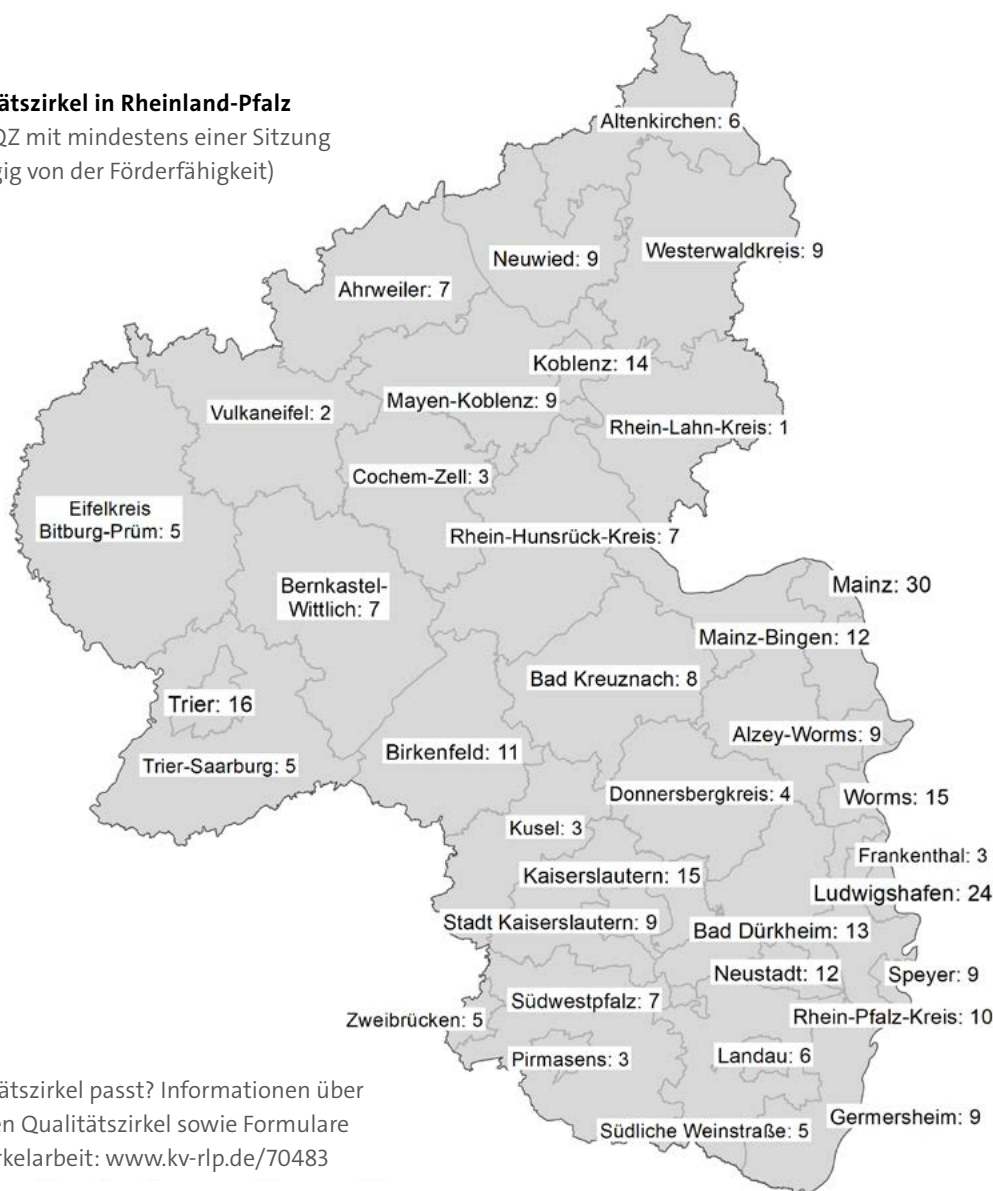 tätszirkel in Rheinland-Pfalz
QZ mit mindestens einer Sitzung
gig von der Förderfähigkeit)
Altenkirchen: 6
Neuwied: 9
Westerwaldkreis: 9
Ahrweiler: 7
Koblenz: 14
Mayen-Koblenz: 9
Vulkaneifel: 2
Rhein-Lahn-Kreis: 1
Cochem-Zell: 3
Eifelkreis
Bitburg-Prüm: 5
Rhein-Hunsrück-Kreis: 7
Bernkastel-
Wittlich: 7
Mainz: 30
Mainz-Bingen: 12
Bad Kreuznach: 8
Trier: 16
Alzey-Worms: 9
Birkenfeld: 11
Trier-Saarburg: 5
Donnersbergkreis: 4
Worms: 15
Kusel: 3
Frankenthal: 3
Kaiserslautern: 15
Ludwigshafen: 24
Stadt Kaiserslautern: 9
Bad Dürkheim: 13
Neustadt: 12
Speyer: 9
Südwestpfalz: 7
Rhein-Pfalz-Kreis: 10
Zweibrücken: 5
Pirmasens: 3
Landau: 6
Germersheim: 9
Südliche Weinstraße: 5
tätszirkel passt? Informationen über
en Qualitätszirkel sowie Formulare
rkelarbeit: www.kv-rlp.de/70483